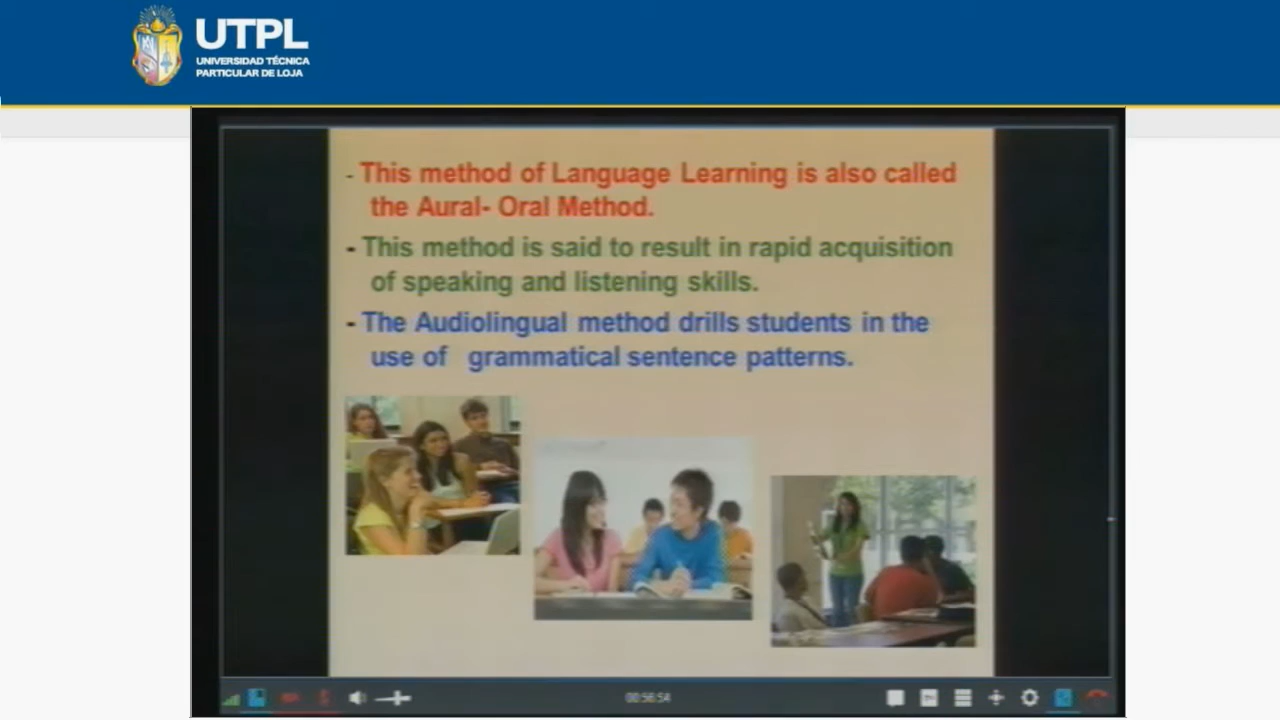 UTPL
UNIVERSIDAD TÉCNICA
PARTICULAR DE LOJA
- This method of Language Learning is also called
the Aural- Oral Method.
- This method is said to result in rapid acquisition
of speaking and listening skills.
- The Audiolingual method drills students in the
use of grammatical sentence patterns.
00:56:54